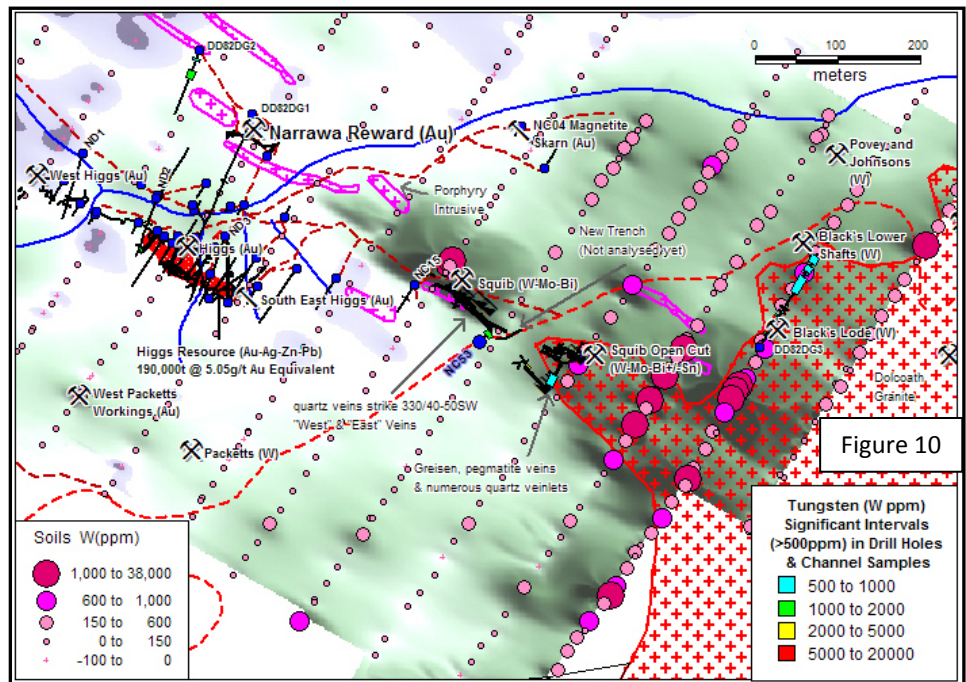 DD82DG2
0 100 200
meters
DD82DG1
Narrawa Reward (Au)
NC04 Magnetite
Skarn (Au)
Povey and
Johnsons
(W)
ND1
West Higgs (Au)
ND2
Porphyry
Intrusive
New Trench
(Not analysed yet)
ND3
Higgs (Au)
Black's Lower
Shafts (W)
NC15
Squib (W-Mo-Bi)
South East Higgs (Au)
Black's Lode (W)
DD82DG3
Higgs Resource (Au-Ag-Zn-Pb)
190,000t @ 5.05g/t Au Equivalent
NC53
Squib Open Cut
(W-Mo-Bi+/-Sn)
Dolcoath
Granite
West Packetts
Workings (Au)
quartz veins strike 330/40-50SW
"West" & "East" Veins
Packetts (W)
Greisen, pegmatite veins
& numerous quartz veinlets
Figure 10
Soils W(ppm)
1,000 to 38,000
600 to 1,000
150 to 600
0 to 150
-100 to 0
Tungsten (W ppm)
Significant Intervals
(>500ppm) in Drill Holes
& Channel Samples
500 to 1000
1000 to 2000
2000 to 5000
5000 to 20000